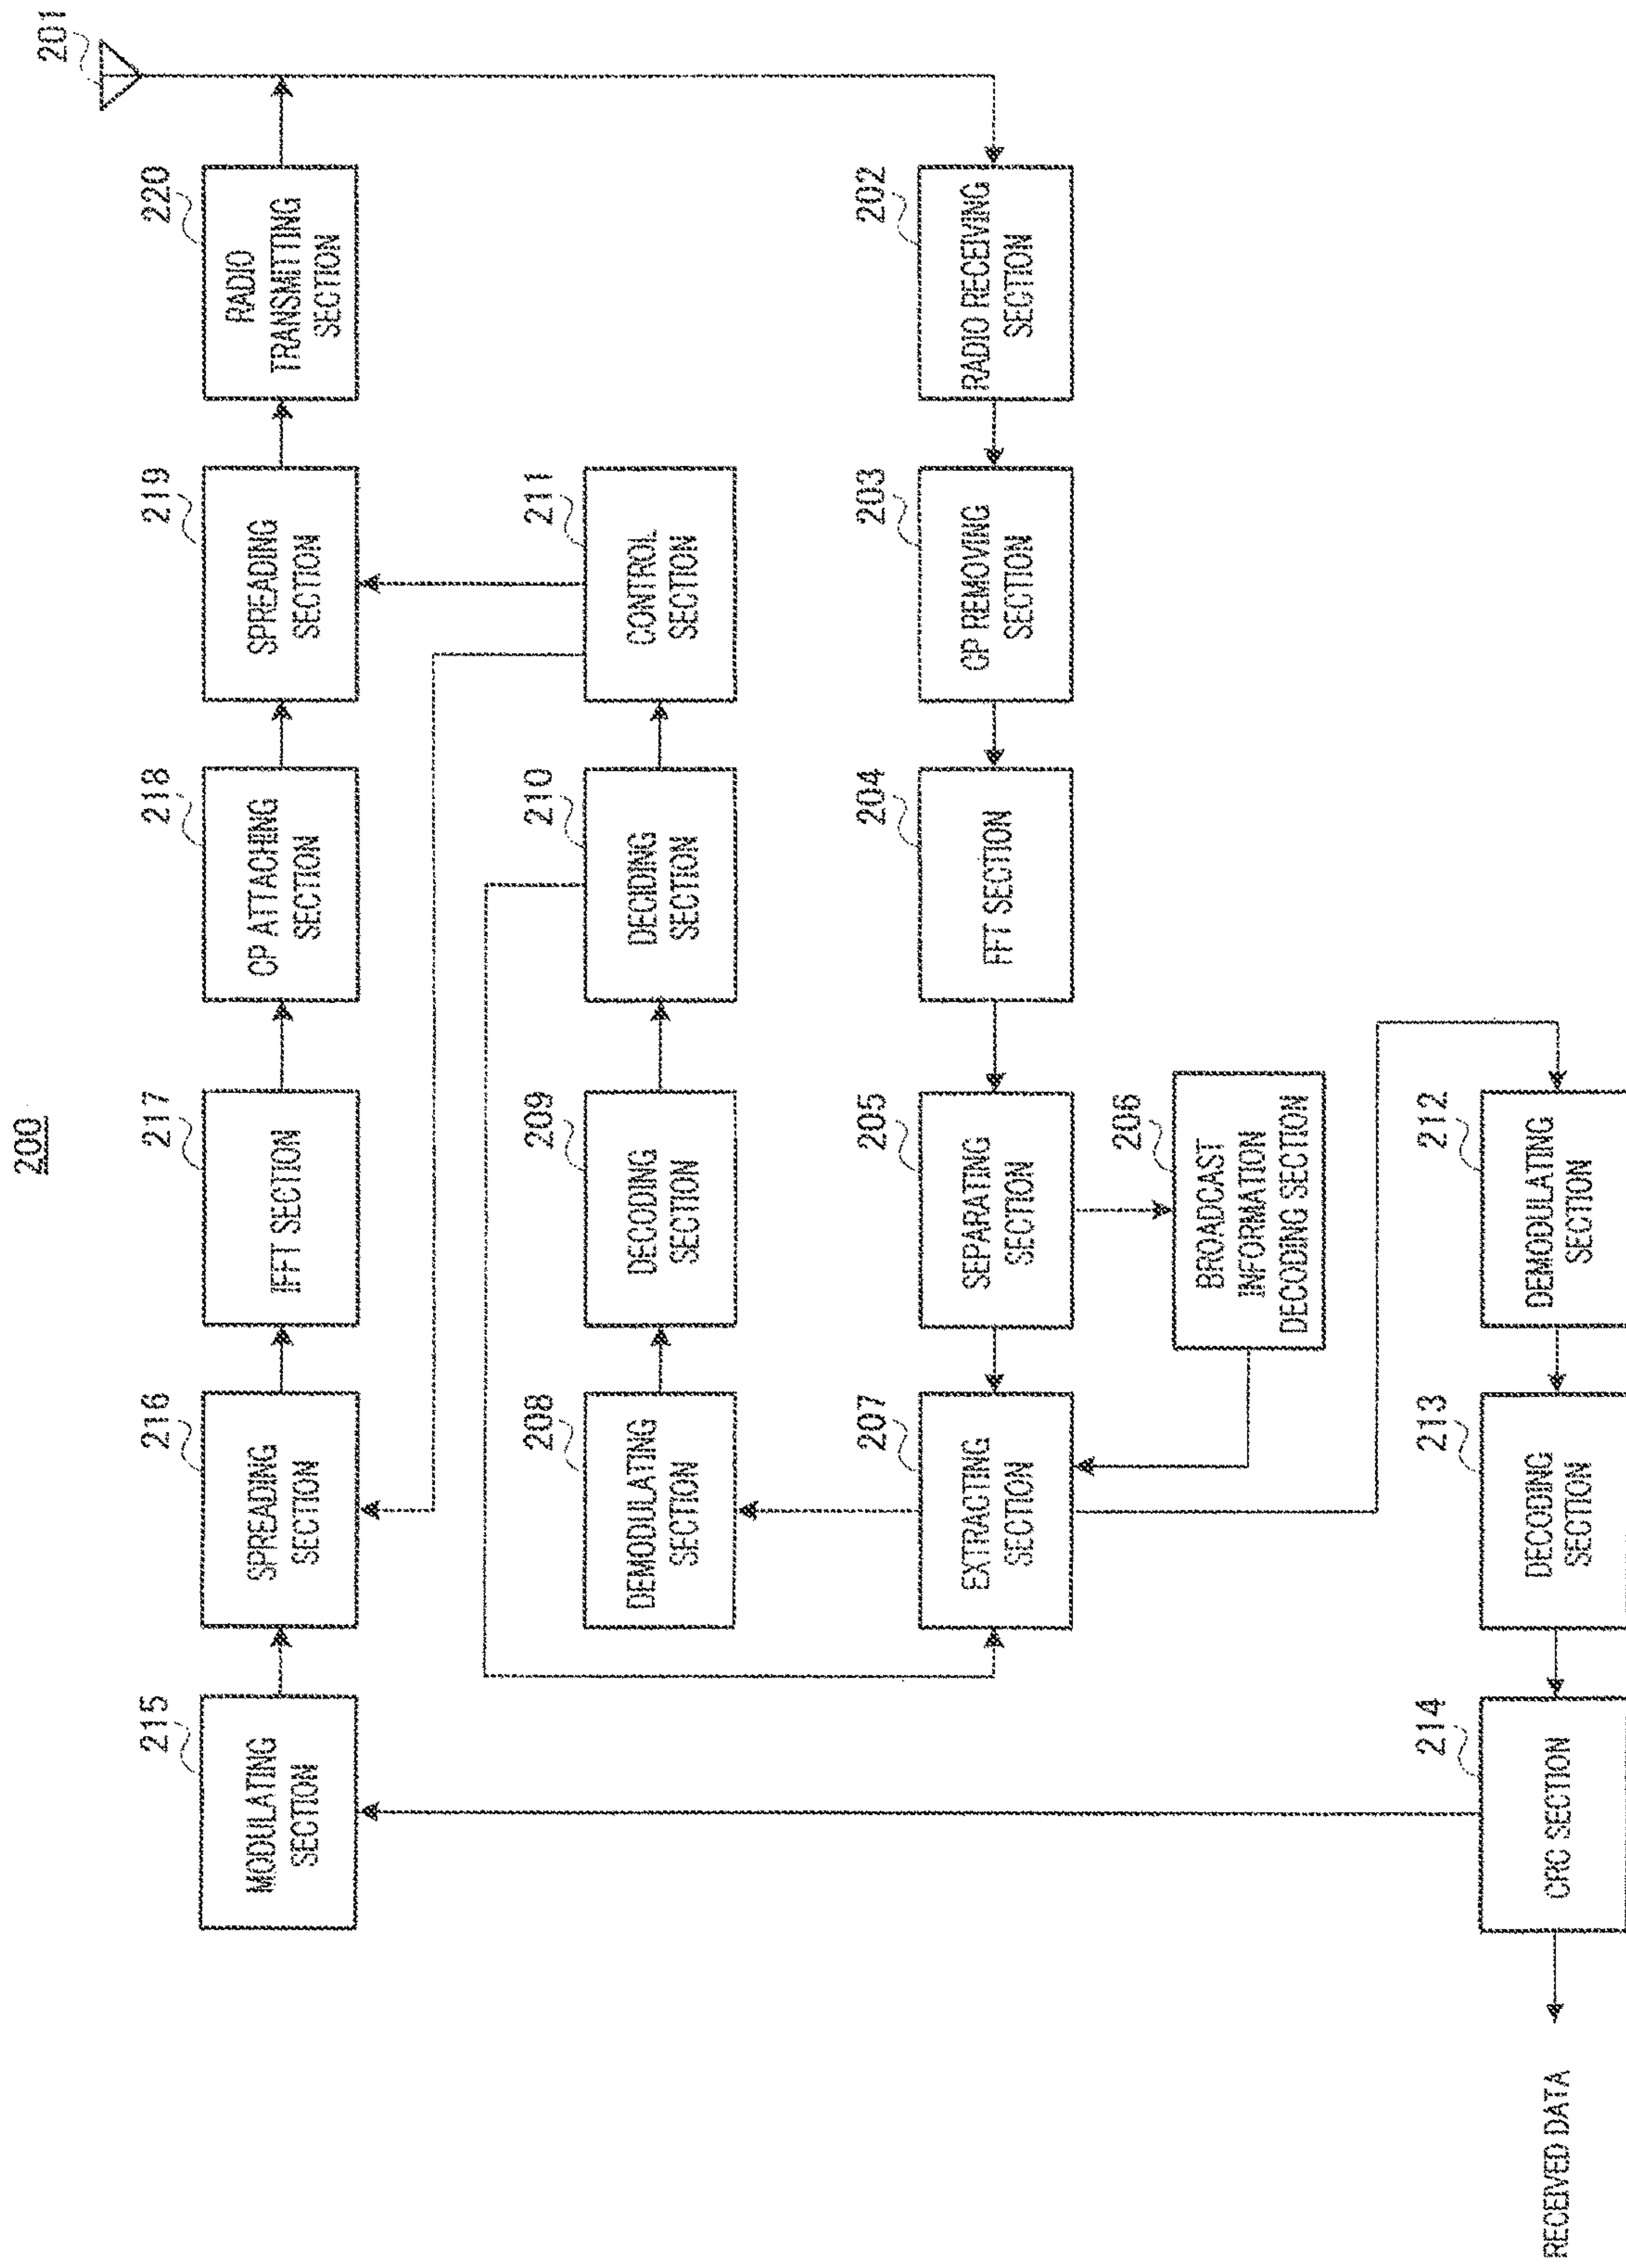 200
201
215
MODULATING
SECTION
216
SPREADING
SECTION
217
IFFT SECTION
218
CP ATTACHING
SECTION
219
SPREADING
SECTION
220
RADIO
TRANSMITTING
SECTION
208
DEMODULATING
SECTION
209
DECODING
SECTION
210
DECIDING
SECTION
211
CONTROL
SECTION
207
EXTRACTING
SECTION
205
SEPARATING
SECTION
204
FFT SECTION
203
CP REMOVING
SECTION
202
RADIO RECEIVING
SECTION
206
BROADCAST
INFORMATION
DECODING SECTION
RECEIVED DATA
214
CRC SECTION
213
DECODING
SECTION
212
DEMODULATING
SECTION